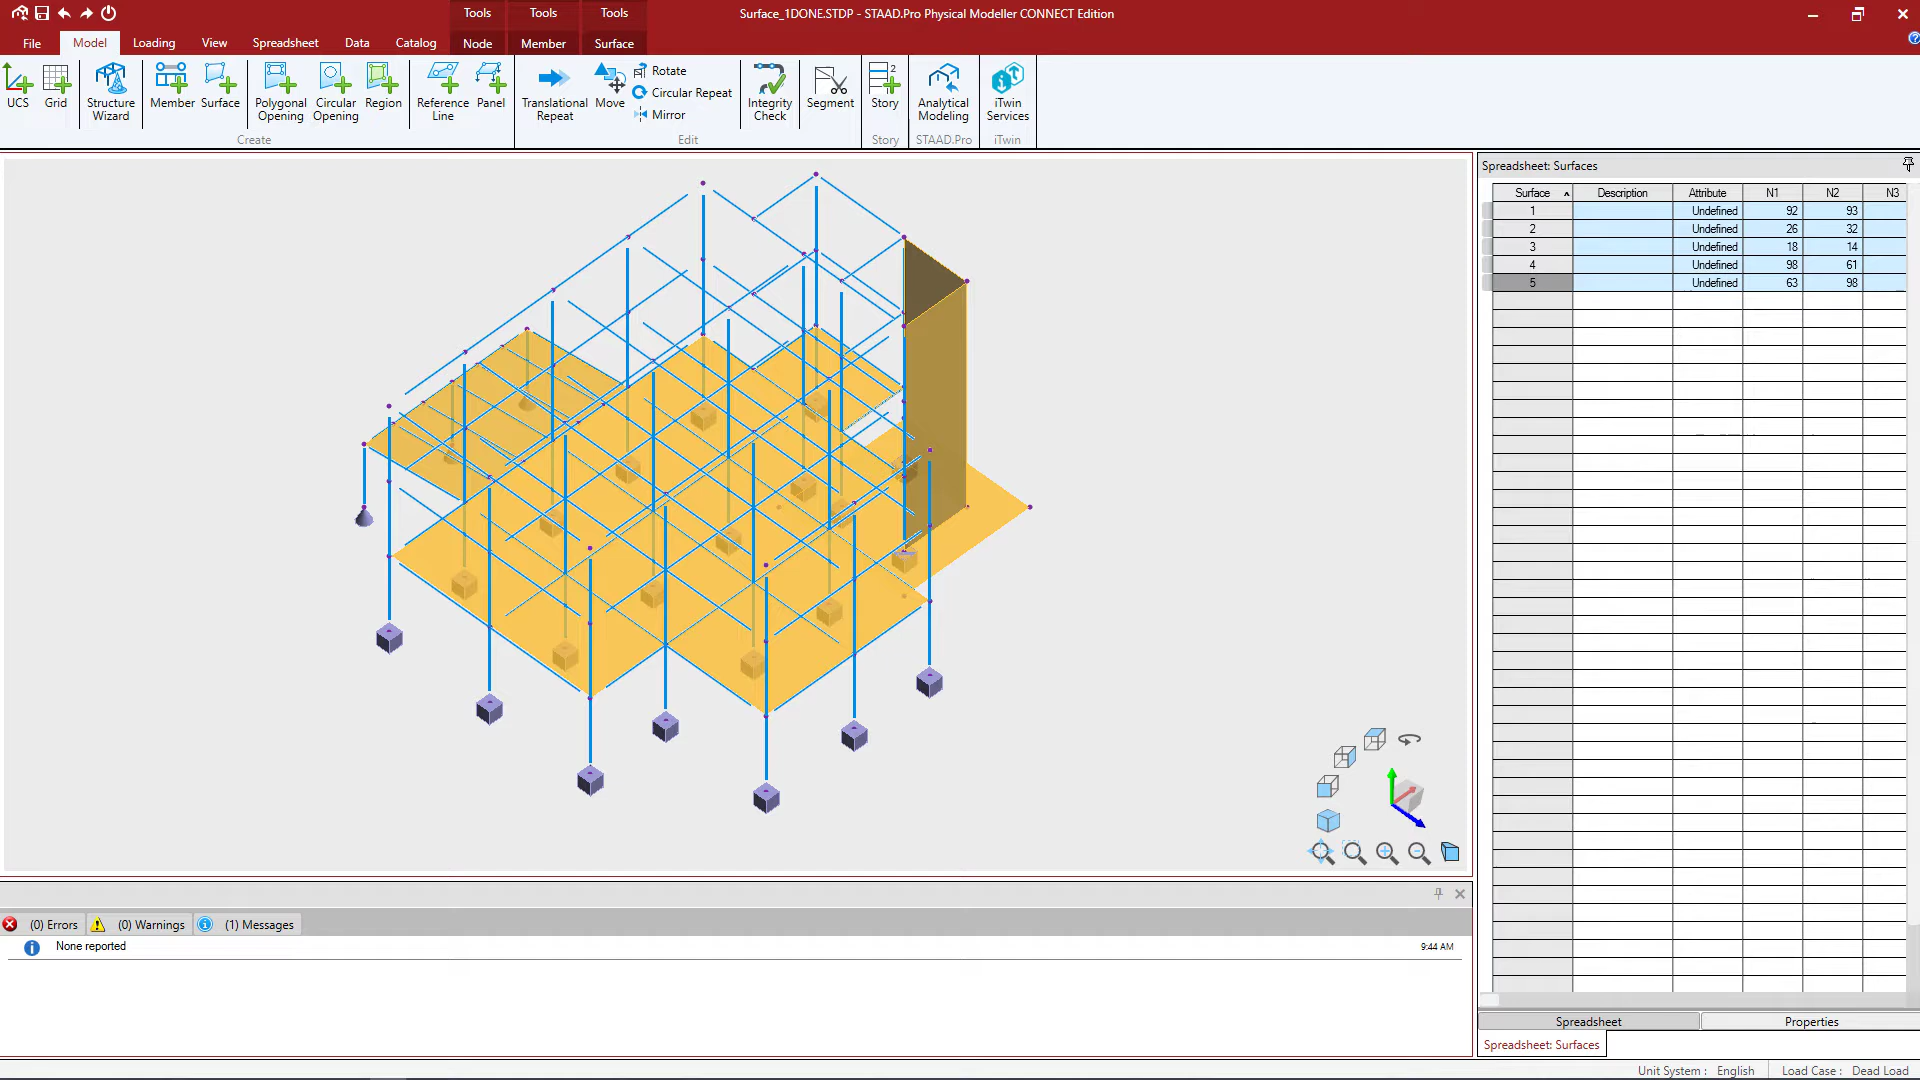 Surface_1DONE.STDP - STAAD.Pro Physical Modeller CONNECT Edition
Tools Tools Tools
File Model Loading View Spreadsheet Data Catalog Node Member Surface
UCS Grid Structure Wizard Member Surface Polygonal Opening Circular Opening Region Reference Line Panel
Translational Repeat Move Rotate Circular Repeat Mirror Integrity Check Segment
Story Analytical Modeling iTwin Services
Create Edit Story STAAD.Pro iTwin
Spreadsheet: Surfaces
Surface Description Attribute N1 N2 N3
1 Undefined 92 93
2 Undefined 26 32
3 Undefined 18 14
4 Undefined 98 61
5 Undefined 63 98
(0) Errors (0) Warnings (1) Messages
None reported 9:44 AM
Spreadsheet Properties
Spreadsheet: Surfaces
Unit System : English Load Case : Dead Load